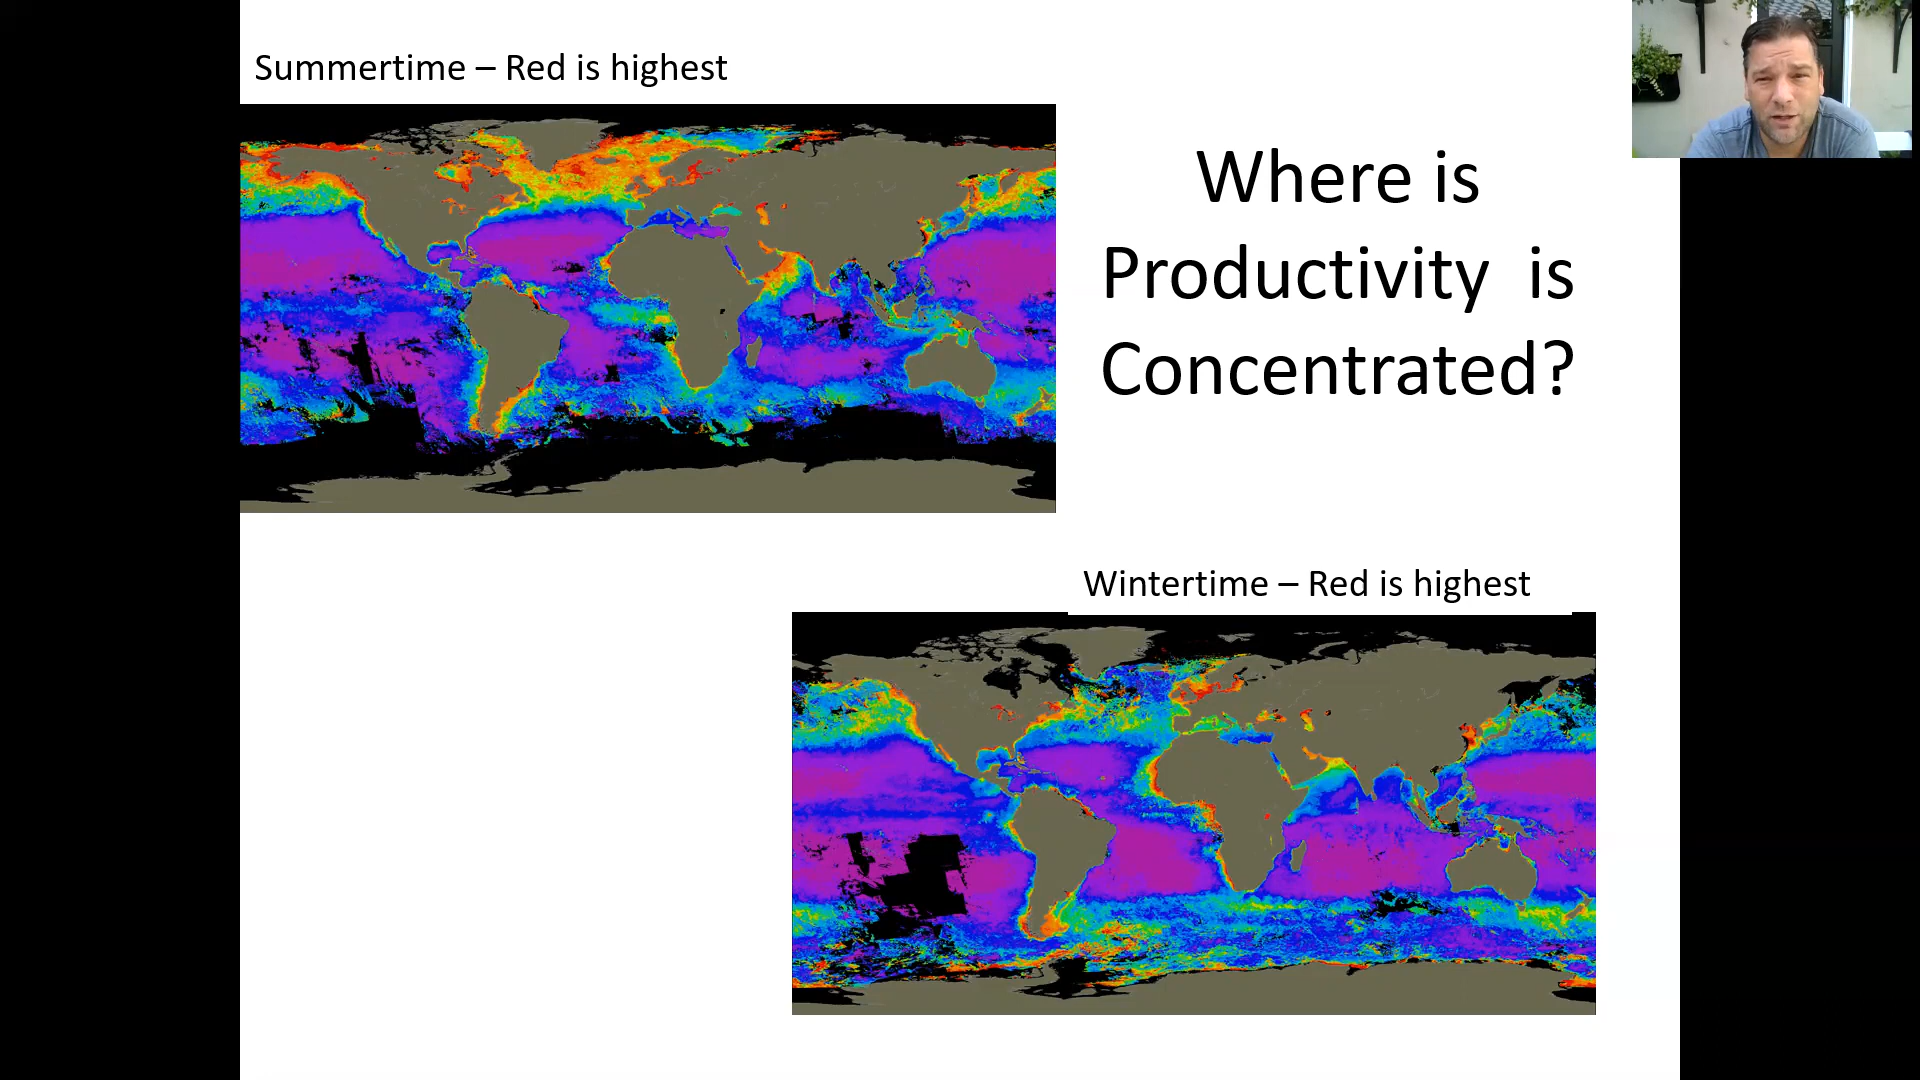 Summertime – Red is highest
Where is
Productivity  is
Concentrated?
Wintertime – Red is highest